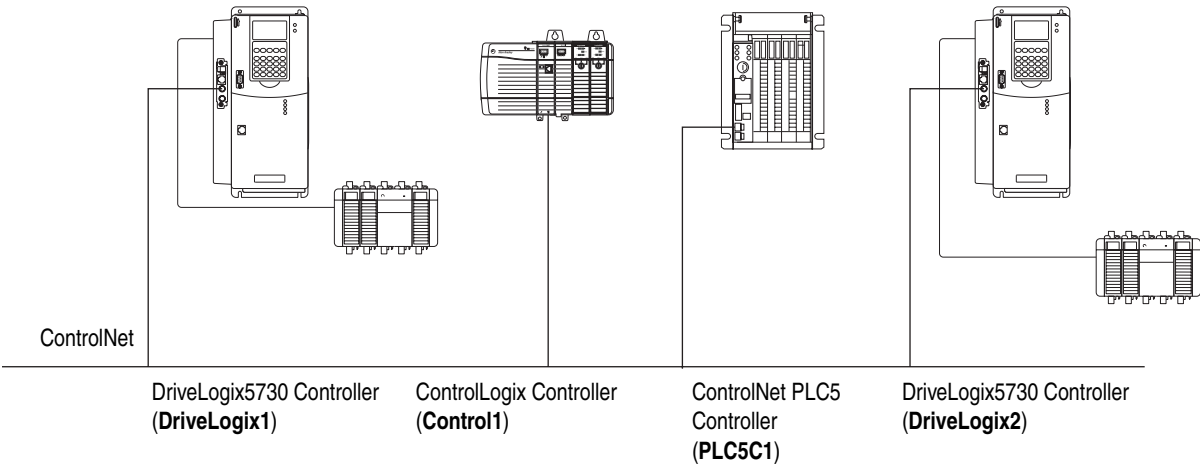 ControlNet
DriveLogix5730 Controller
(DriveLogix1)
ControlLogix Controller
(Control1)
ControlNet PLC5
Controller
(PLC5C1)
DriveLogix5730 Controller
(DriveLogix2)